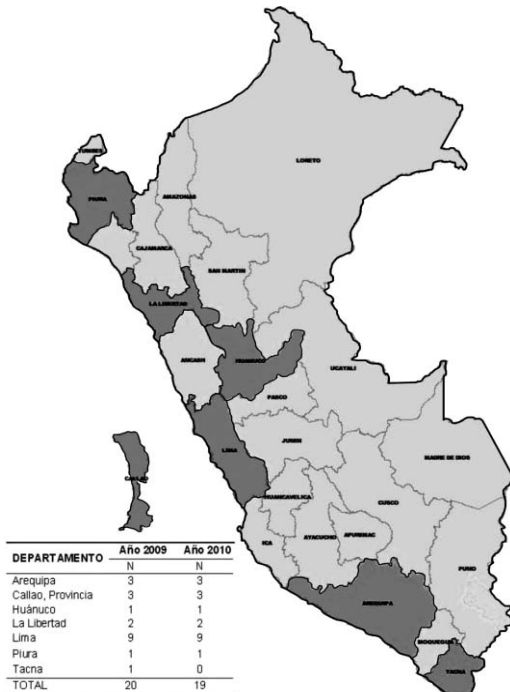 TUMBES
LORETO
PIURA
AMAZONAS
CAJAMARCA
SAN MARTIN
LA LIBERTAD
ANCASH
HUÁNUCO
UCAYALI
PASCO
LIMA
JUNIN
MADRE DE DIOS
CALLAO
HUANCAVELICA
CUSCO
ICA
AYACUCHO
APURIMAC
PUNO
AREQUIPA
MOQUEGUA
TACNA
DEPARTAMENTO Año 2009 Año 2010
N N
Arequipa 3 3
Callao, Provincia 3 3
Huánuco 1 1
La Libertad 2 2
Lima 9 9
Piura 1 1
Tacna 1 0
TOTAL 20 19